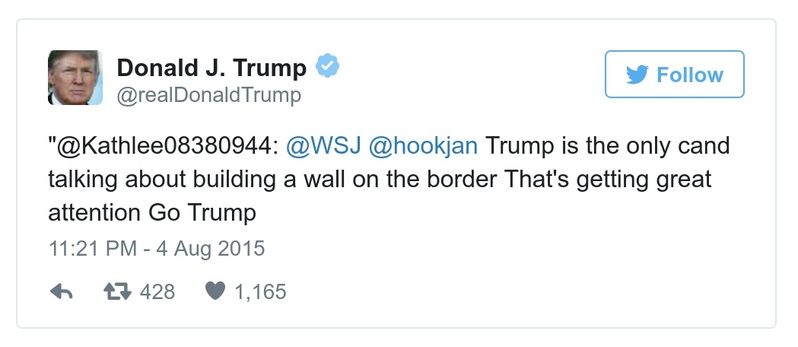 Donald J. Trump
@realDonaldTrump
Follow
"@Kathlee08380944: @WSJ @hookjan Trump is the only cand
talking about building a wall on the border That's getting great
attention Go Trump
11:21 PM - 4 Aug 2015
428 1,165